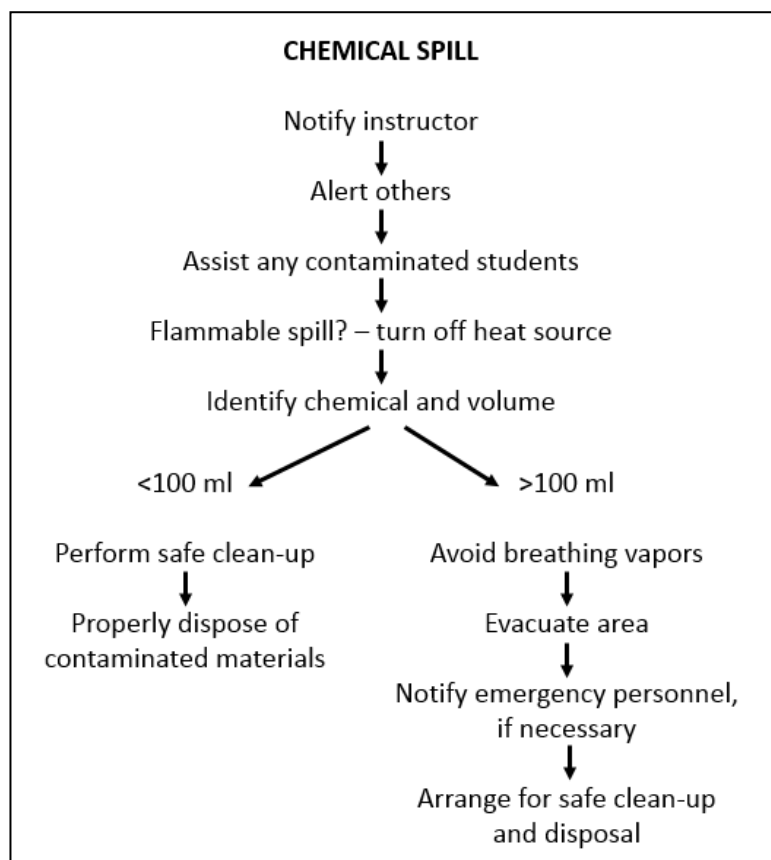 CHEMICAL SPILL
Notify instructor
Alert others
Assist any contaminated students
Flammable spill? – turn off heat source
Identify chemical and volume
<100 ml
>100 ml
Perform safe clean-up
Avoid breathing vapors
Properly dispose of
contaminated materials
Evacuate area
Notify emergency personnel,
if necessary
Arrange for safe clean-up
and disposal